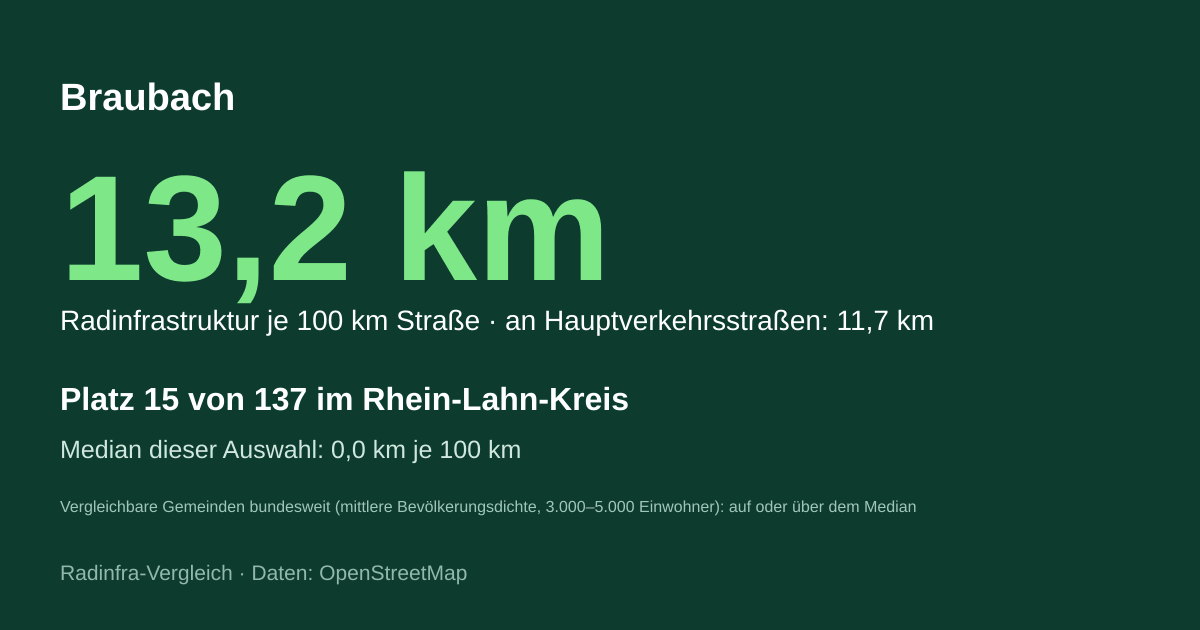 Braubach
13,2 km
Radinfrastruktur je 100 km Straße · an Hauptverkehrsstraßen: 11,7 km
Platz 15 von 137 im Rhein-Lahn-Kreis
Median dieser Auswahl: 0,0 km je 100 km
Vergleichbare Gemeinden bundesweit (mittlere Bevölkerungsdichte, 3.000–5.000 Einwohner): auf oder über dem Median
Radinfra-Vergleich · Daten: OpenStreetMap